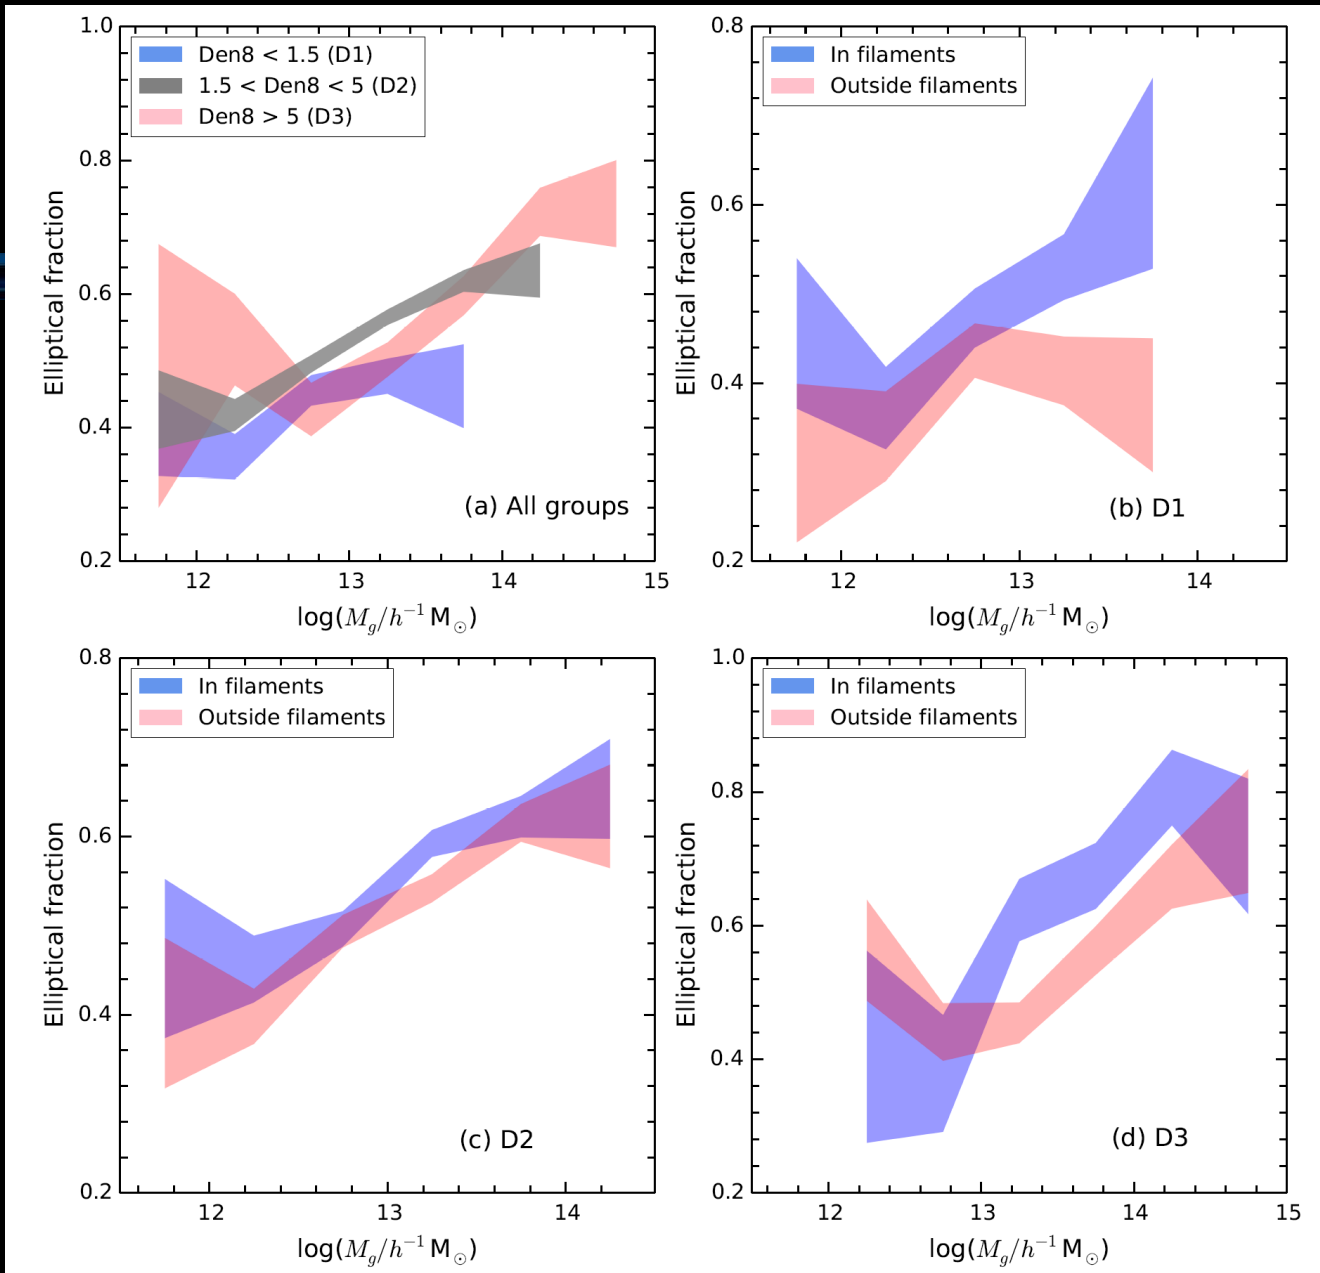 1.0
0.8
0.6
0.4
0.2
Elliptical fraction
Den8 < 1.5 (D1)
1.5 < Den8 < 5 (D2)
Den8 > 5 (D3)
(a) All groups
12 13 14 15
log(M_g/h⁻¹ M_⊙)
0.8
0.6
0.4
0.2
Elliptical fraction
In filaments
Outside filaments
(b) D1
12 13 14
log(M_g/h⁻¹ M_⊙)
0.8
0.6
0.4
0.2
Elliptical fraction
In filaments
Outside filaments
(c) D2
12 13 14
log(M_g/h⁻¹ M_⊙)
1.0
0.8
0.6
0.4
0.2
Elliptical fraction
In filaments
Outside filaments
(d) D3
12 13 14 15
log(M_g/h⁻¹ M_⊙)